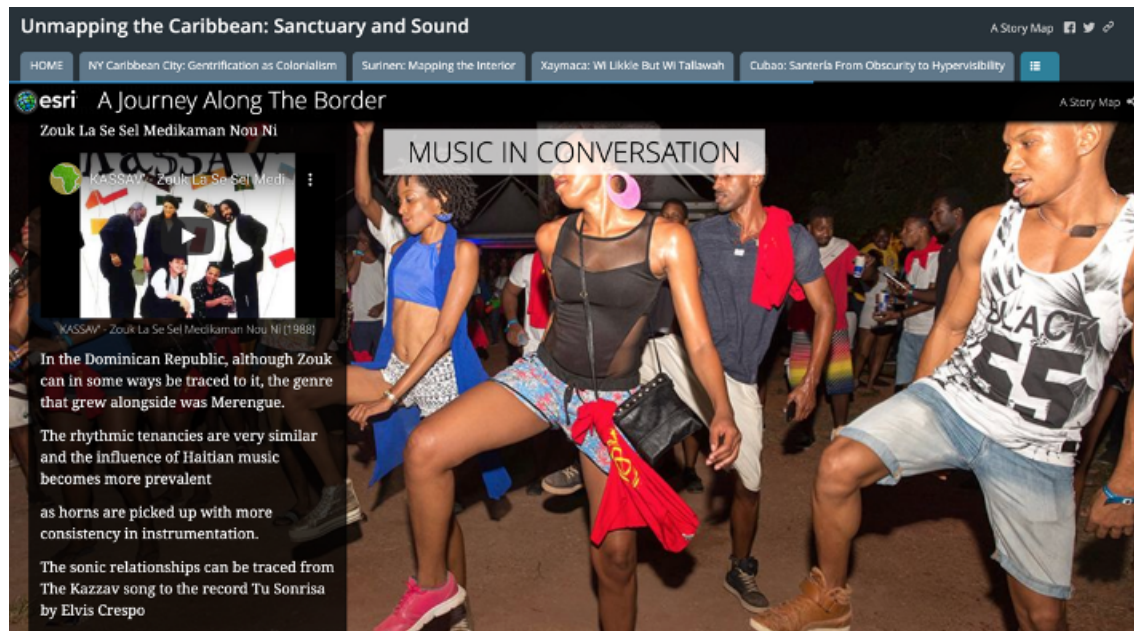 Unmapping the Caribbean: Sanctuary and Sound
A Story Map
HOME
NY Caribbean City: Gentrification as Colonialism
Surinen: Mapping the Interior
Xaymaca: Wi Likkle But Wi Tallawah
Cubao: Santería From Obscurity to Hypervisibility
esri
A Journey Along The Border
A Story Map
Zouk La Se Sel Medikaman Nou Ni
MUSIC IN CONVERSATION
KASSAV
KASSAV' - Zouk La Se Sel Medi
KASSAV' - Zouk La Se Sel Medikaman Nou Ni (1988)
In the Dominican Republic, although Zouk
can in some ways be traced to it, the genre
that grew alongside was Merengue.
The rhythmic tenancies are very similar
and the influence of Haitian music
becomes more prevalent
as horns are picked up with more
consistency in instrumentation.
The sonic relationships can be traced from
The Kazzav song to the record Tu Sonrisa
by Elvis Crespo
BLACK
55